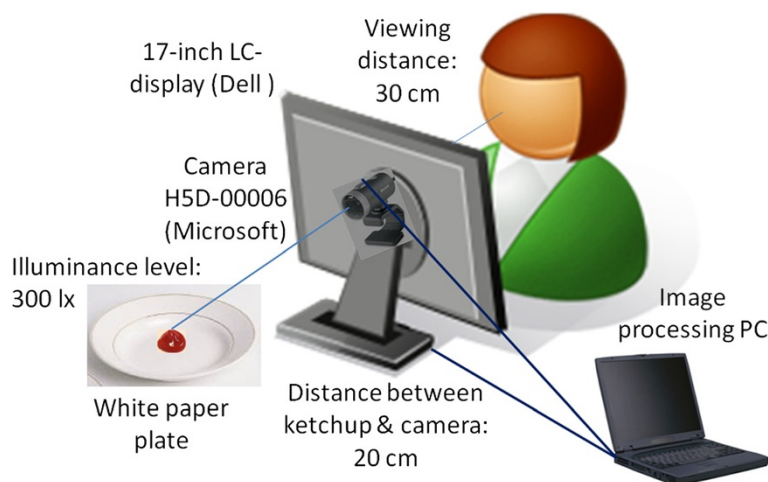 17-inch LC-
display (Dell )
Viewing
distance:
30 cm
Camera
H5D-00006
(Microsoft)
Illuminance level:
300 lx
White paper
plate
Distance between
ketchup & camera:
20 cm
Image
processing PC